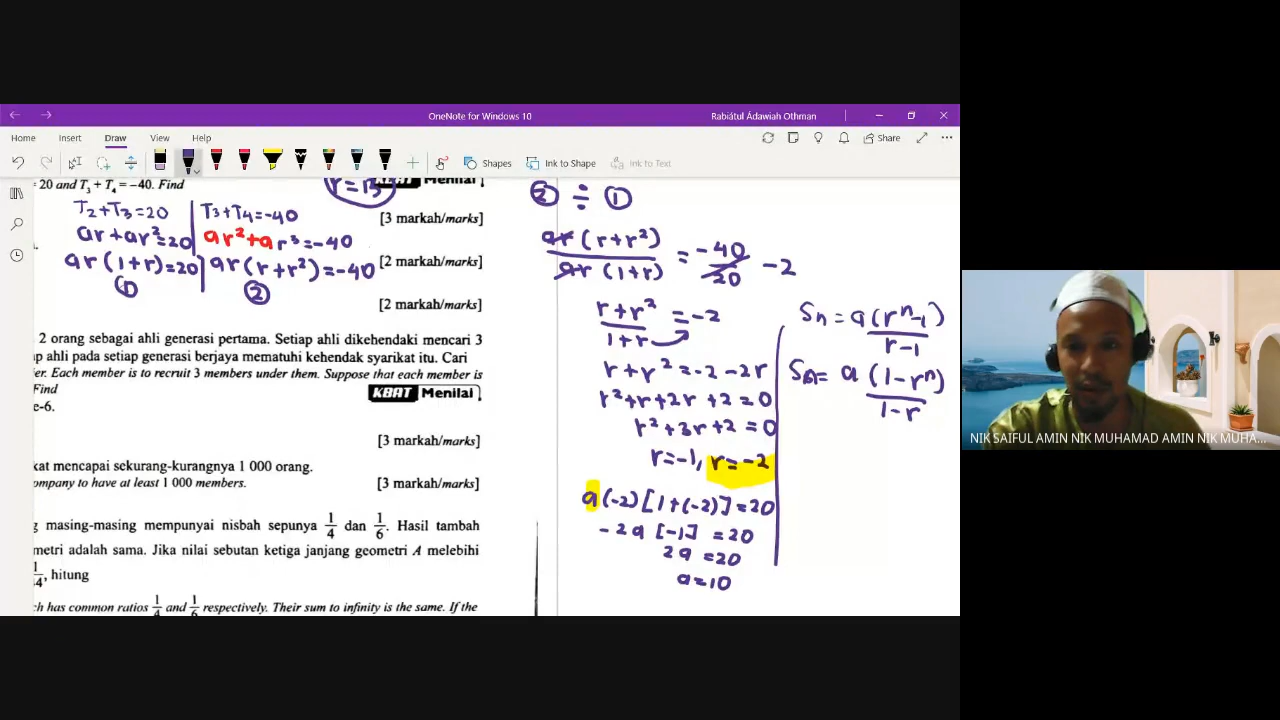 OneNote for Windows 10
Rabiátul Ádawiah Othman
Home Insert Draw View Help
Share
Shapes
Ink to Shape
Ink to Text
= 20 and T₃ + T₄ = −40. Find
Menilai
[3 markah/marks]
T₂+T₃=20
ar+ar²=20
ar(1+r)=20
①
T₃+T₄=-40
ar²+ar³=-40
ar(r+r²)=-40
②
[2 markah/marks]
[2 markah/marks]
2 orang sebagai ahli generasi pertama. Setiap ahli dikehendaki mencari 3
ap ahli pada setiap generasi berjaya mematuhi kehendak syarikat itu. Cari
er. Each member is to recruit 3 members under them. Suppose that each member is
Find
KBAT Menilai
e-6.
[3 markah/marks]
kat mencapai sekurang-kurangnya 1 000 orang.
ompany to have at least 1 000 members.
[3 markah/marks]
g masing-masing mempunyai nisbah sepunya 1/4 dan 1/6. Hasil tambah
metri adalah sama. Jika nilai sebutan ketiga janjang geometri A melebihi
, hitung
ch has common ratios 1/4 and 1/6 respectively. Their sum to infinity is the same. If the
② ÷ ①
ar(r+r²)/ar(1+r) = -40/20 -2
r+r²/1+r = -2
r+r²=-2-2r
r²+r+2r+2=0
r²+3r+2=0
r=-1, r=-2
a(-2)[1+(-2)]=20
-2a[-1]=20
2a=20
a=10
Sn=a(rⁿ-1)/r-1
Sn=a(1-rⁿ)/1-r
NIK SAIFUL AMIN NIK MUHAMAD AMIN NIK MUHA...